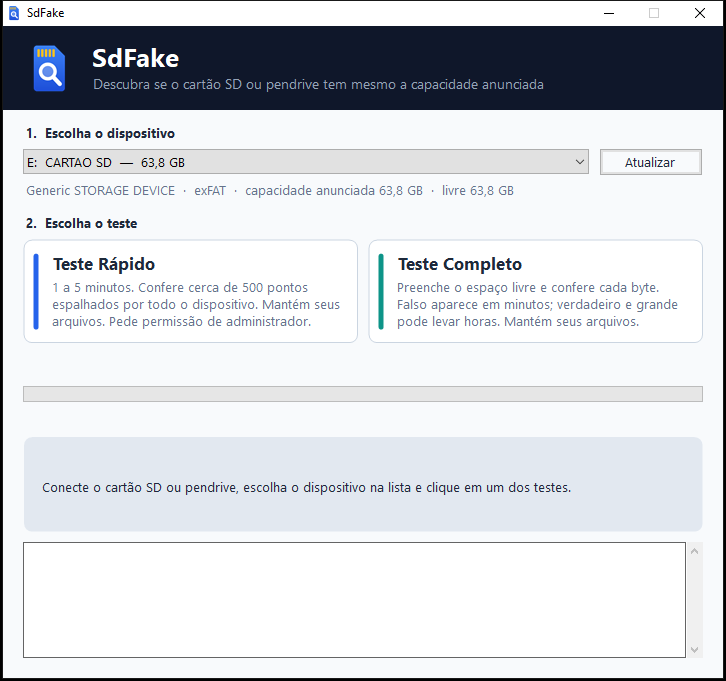 SdFake
SdFake
Descubra se o cartão SD ou pendrive tem mesmo a capacidade anunciada
1. Escolha o dispositivo
E: CARTAO SD — 63,8 GB
Atualizar
Generic STORAGE DEVICE · exFAT · capacidade anunciada 63,8 GB · livre 63,8 GB
2. Escolha o teste
Teste Rápido
1 a 5 minutos. Confere cerca de 500 pontos
espalhados por todo o dispositivo. Mantém seus
arquivos. Pede permissão de administrador.
Teste Completo
Preenche o espaço livre e confere cada byte.
Falso aparece em minutos; verdadeiro e grande
pode levar horas. Mantém seus arquivos.
Conecte o cartão SD ou pendrive, escolha o dispositivo na lista e clique em um dos testes.